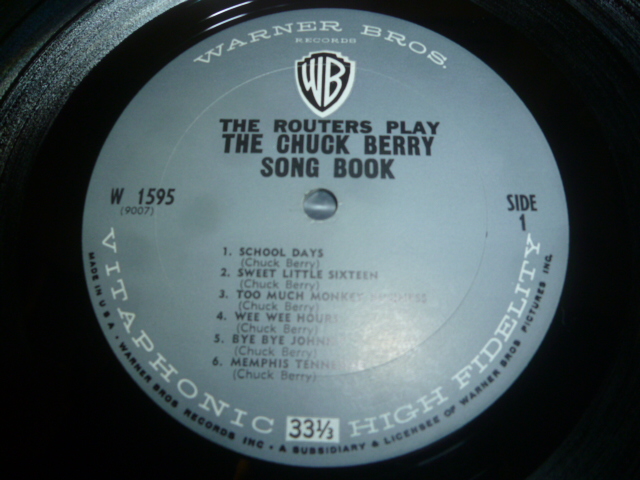 WARNER BROS.
RECORDS
WB
THE ROUTERS PLAY
THE CHUCK BERRY
SONG BOOK
W 1595
(9007)
SIDE
1
1. SCHOOL DAYS
(Chuck Berry)
2. SWEET LITTLE SIXTEEN
(Chuck Berry)
3. TOO MUCH MONKEY
(Chuck Berry)
4. WEE WEE HOURS
(Chuck Berry)
5. BYE BYE
(Chuck Berry)
6. MEMPHIS
(Chuck Berry)
VITAPHONIC HIGH FIDELITY
33⅓
MADE IN U.S.A. • WARNER BROS RECORDS INC • A SUBSIDIARY & LICENSEE OF WARNER BROS PICTURES INC.